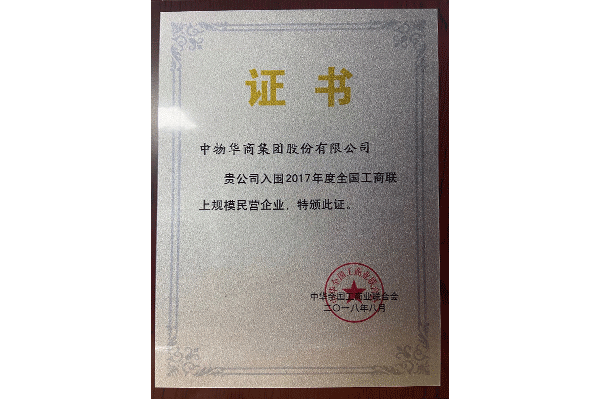 证书
中物华商集团股份有限公司
贵公司入围2017年度全国工商联
上规模民营企业，特颁此证。
中华全国工商业联合会
二〇一八年八月